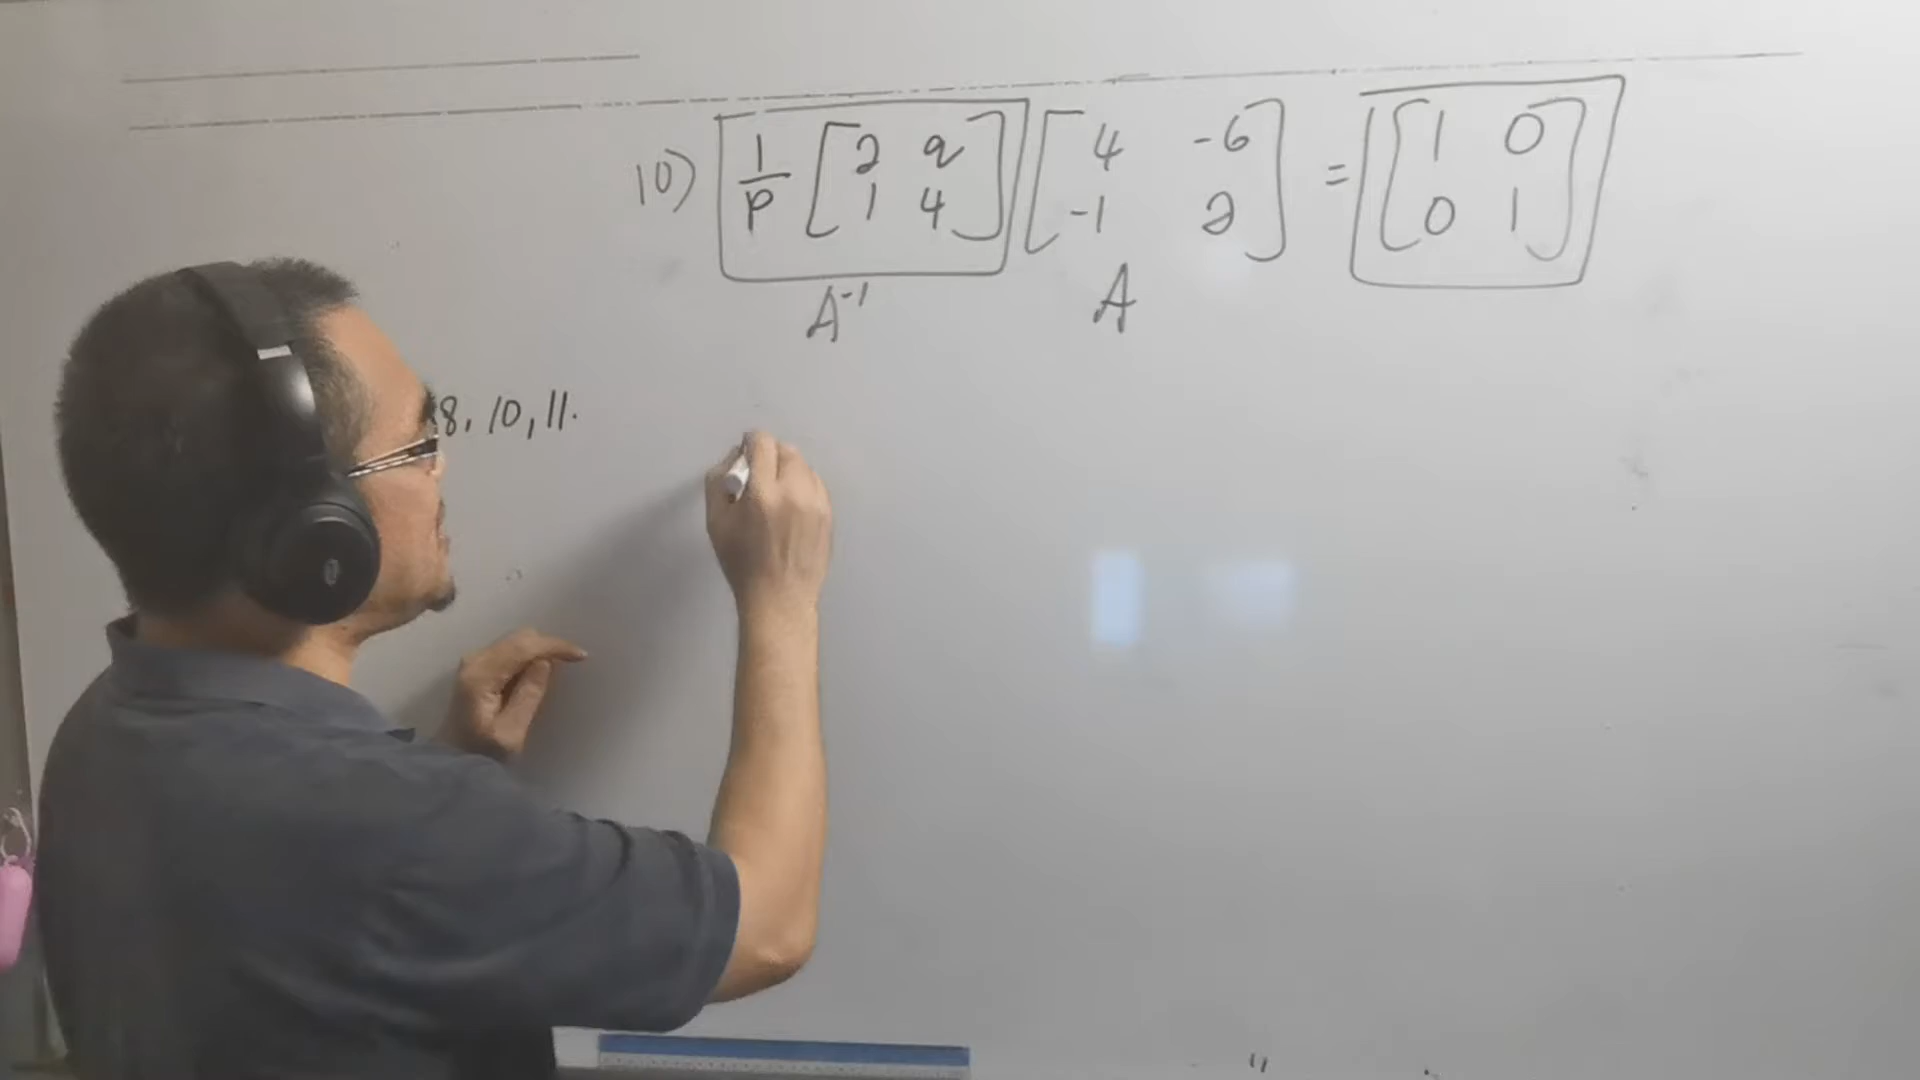 10) 1/p [2 q; 1 4] [4 -6; -1 2] = [1 0; 0 1]
A⁻¹ A
8, 10, 11.